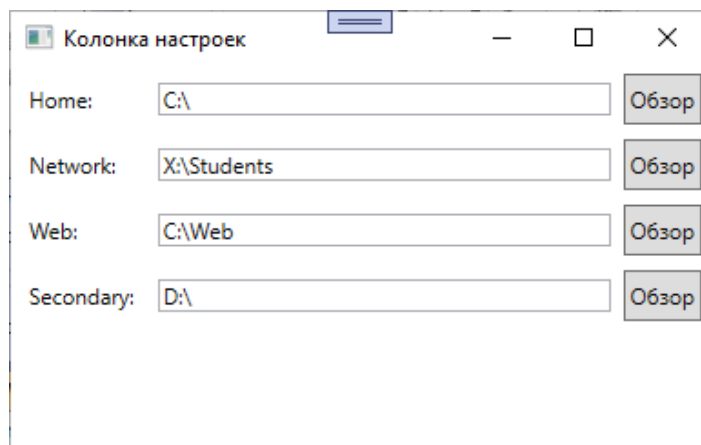 Колонка настроек
Home: C:\ Обзор
Network: X:\Students Обзор
Web: C:\Web Обзор
Secondary: D:\ Обзор